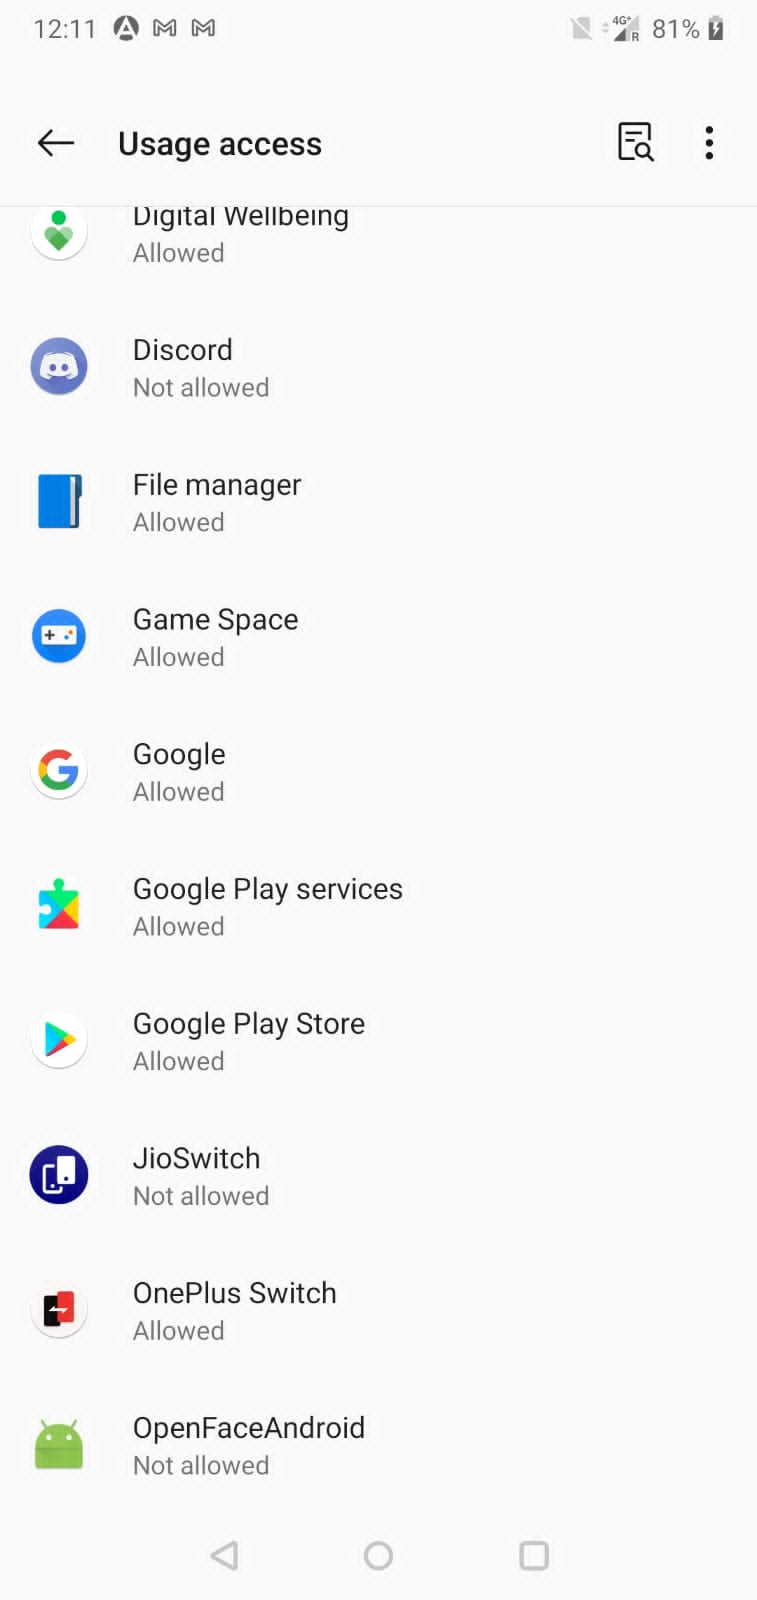 12:11 4G+ R 81%
Usage access
Digital Wellbeing
Allowed
Discord
Not allowed
File manager
Allowed
Game Space
Allowed
Google
Allowed
Google Play services
Allowed
Google Play Store
Allowed
JioSwitch
Not allowed
OnePlus Switch
Allowed
OpenFaceAndroid
Not allowed